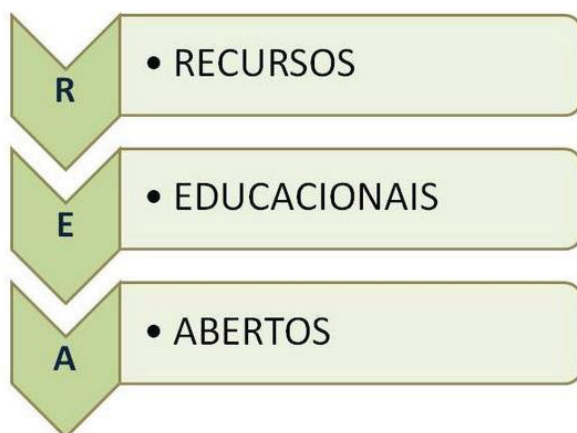 R
• RECURSOS
E
• EDUCACIONAIS
A
• ABERTOS